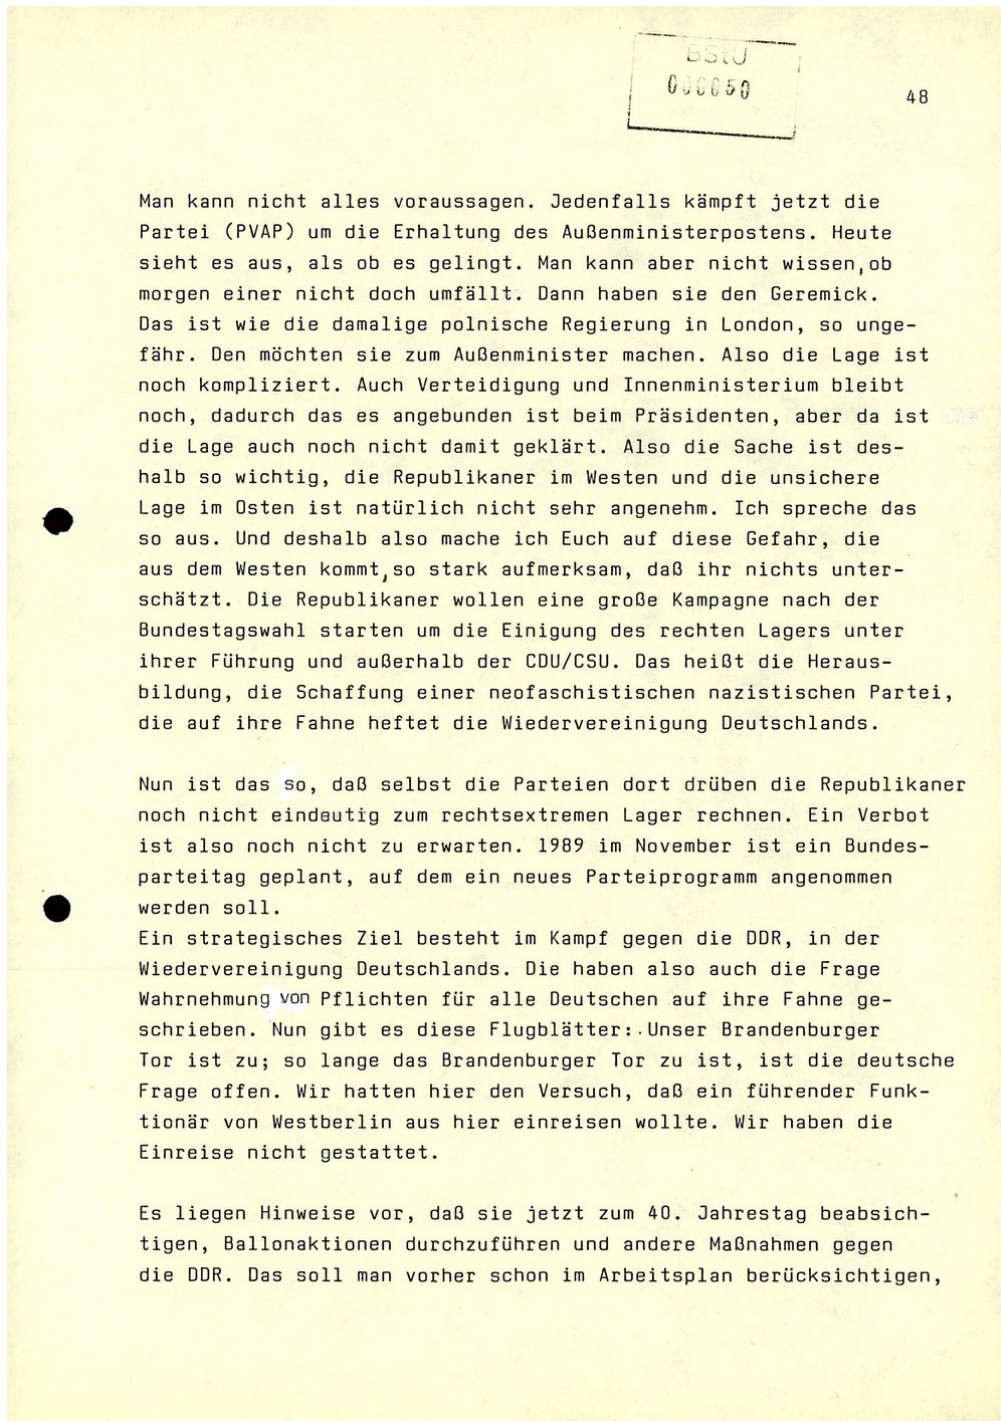 BStU
000050
48
Man kann nicht alles voraussagen. Jedenfalls kämpft jetzt die
Partei (PVAP) um die Erhaltung des Außenministerpostens. Heute
sieht es aus, als ob es gelingt. Man kann aber nicht wissen,ob
morgen einer nicht doch umfällt. Dann haben sie den Geremick.
Das ist wie die damalige polnische Regierung in London, so unge-
fähr. Den möchten sie zum Außenminister machen. Also die Lage ist
noch kompliziert. Auch Verteidigung und Innenministerium bleibt
noch, dadurch das es angebunden ist beim Präsidenten, aber da ist
die Lage auch noch nicht damit geklärt. Also die Sache ist des-
halb so wichtig, die Republikaner im Westen und die unsichere
Lage im Osten ist natürlich nicht sehr angenehm. Ich spreche das
so aus. Und deshalb also mache ich Euch auf diese Gefahr, die
aus dem Westen kommt,so stark aufmerksam, daß ihr nichts unter-
schätzt. Die Republikaner wollen eine große Kampagne nach der
Bundestagswahl starten um die Einigung des rechten Lagers unter
ihrer Führung und außerhalb der CDU/CSU. Das heißt die Heraus-
bildung, die Schaffung einer neofaschistischen nazistischen Partei,
die auf ihre Fahne heftet die Wiedervereinigung Deutschlands.
Nun ist das so, daß selbst die Parteien dort drüben die Republikaner
noch nicht eindeutig zum rechtsextremen Lager rechnen. Ein Verbot
ist also noch nicht zu erwarten. 1989 im November ist ein Bundes-
parteitag geplant, auf dem ein neues Parteiprogramm angenommen
werden soll.
Ein strategisches Ziel besteht im Kampf gegen die DDR, in der
Wiedervereinigung Deutschlands. Die haben also auch die Frage
Wahrnehmung von Pflichten für alle Deutschen auf ihre Fahne ge-
schrieben. Nun gibt es diese Flugblätter: Unser Brandenburger
Tor ist zu; so lange das Brandenburger Tor zu ist, ist die deutsche
Frage offen. Wir hatten hier den Versuch, daß ein führender Funk-
tionär von Westberlin aus hier einreisen wollte. Wir haben die
Einreise nicht gestattet.
Es liegen Hinweise vor, daß sie jetzt zum 40. Jahrestag beabsich-
tigen, Ballonaktionen durchzuführen und andere Maßnahmen gegen
die DDR. Das soll man vorher schon im Arbeitsplan berücksichtigen,